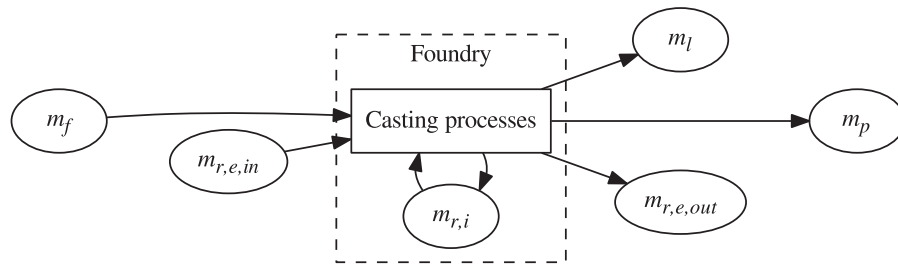 m_l
Foundry
m_f
Casting processes
m_p
m_{r,e,in}
m_{r,i}
m_{r,e,out}